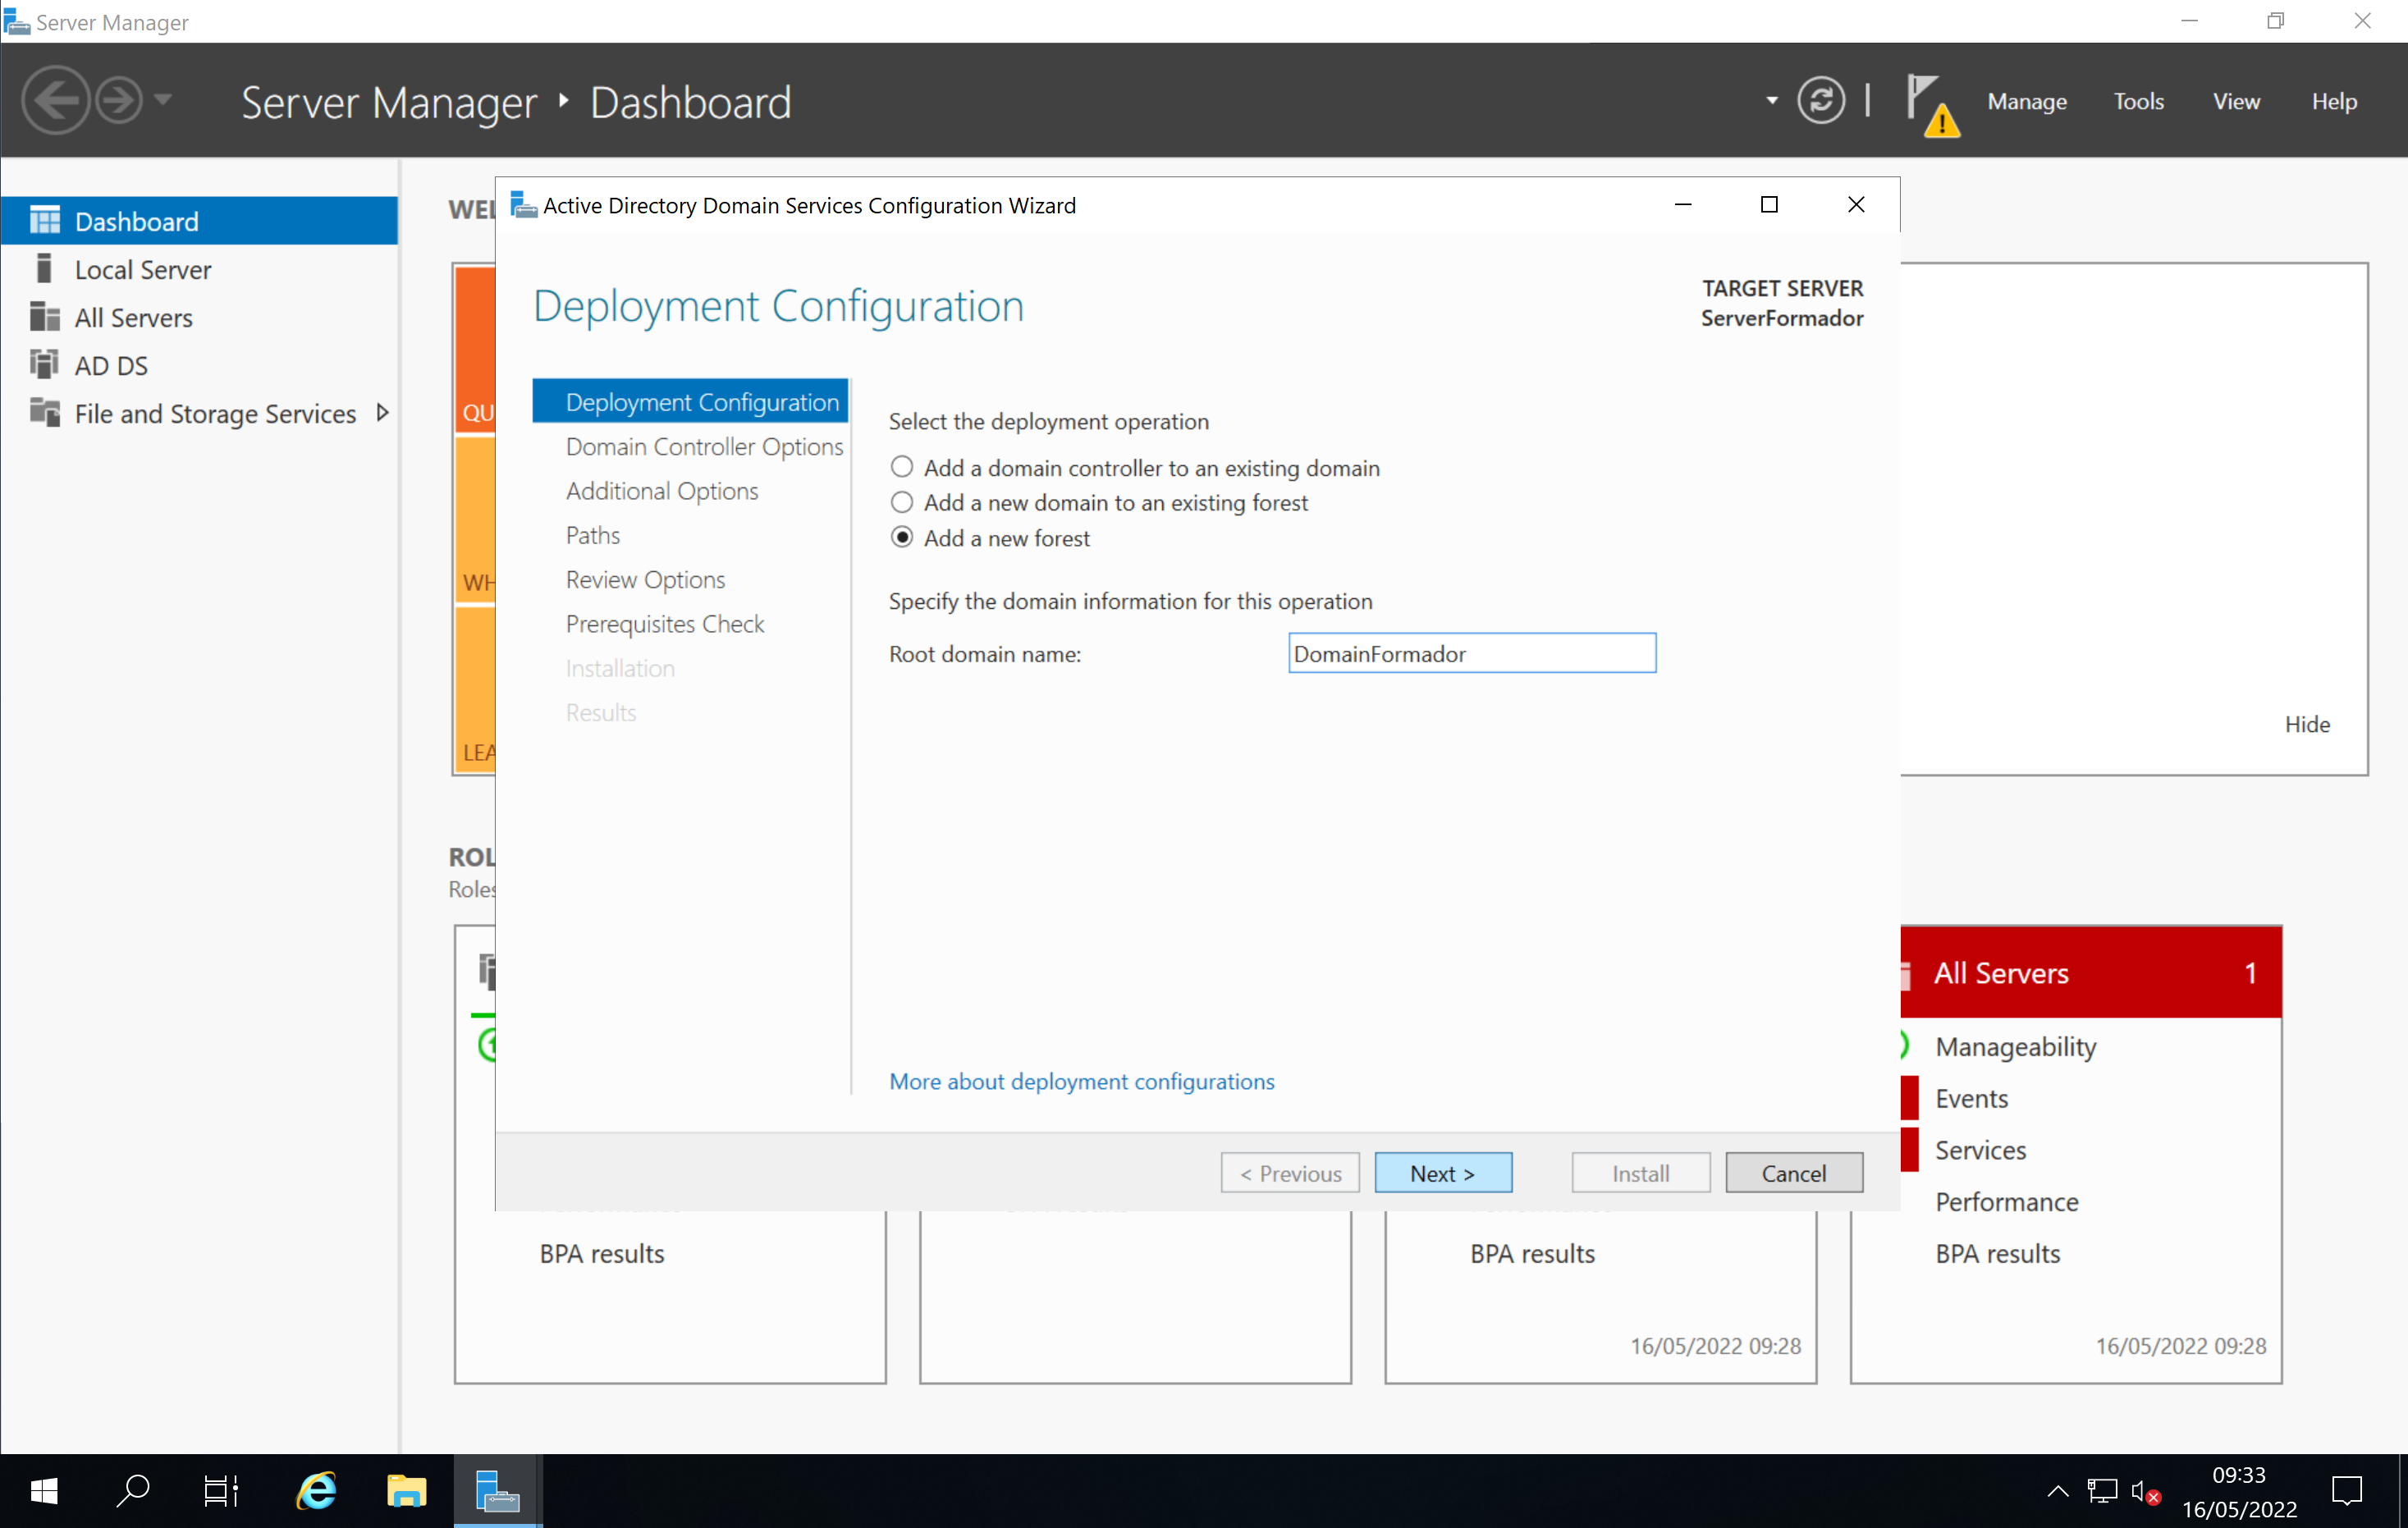 Server Manager
Server Manager
Dashboard
Manage
Tools
View
Help
Dashboard
Local Server
All Servers
AD DS
File and Storage Services
WEL
QU
WH
LEA
Hide
Active Directory Domain Services Configuration Wizard
Deployment Configuration
TARGET SERVER
ServerFormador
Deployment Configuration
Domain Controller Options
Additional Options
Paths
Review Options
Prerequisites Check
Installation
Results
Select the deployment operation
Add a domain controller to an existing domain
Add a new domain to an existing forest
Add a new forest
Specify the domain information for this operation
Root domain name:
DomainFormador
More about deployment configurations
< Previous
Next >
Install
Cancel
ROL
Roles
BPA results
BPA results
16/05/2022 09:28
All Servers
1
Manageability
Events
Services
Performance
BPA results
16/05/2022 09:28
09:33
16/05/2022